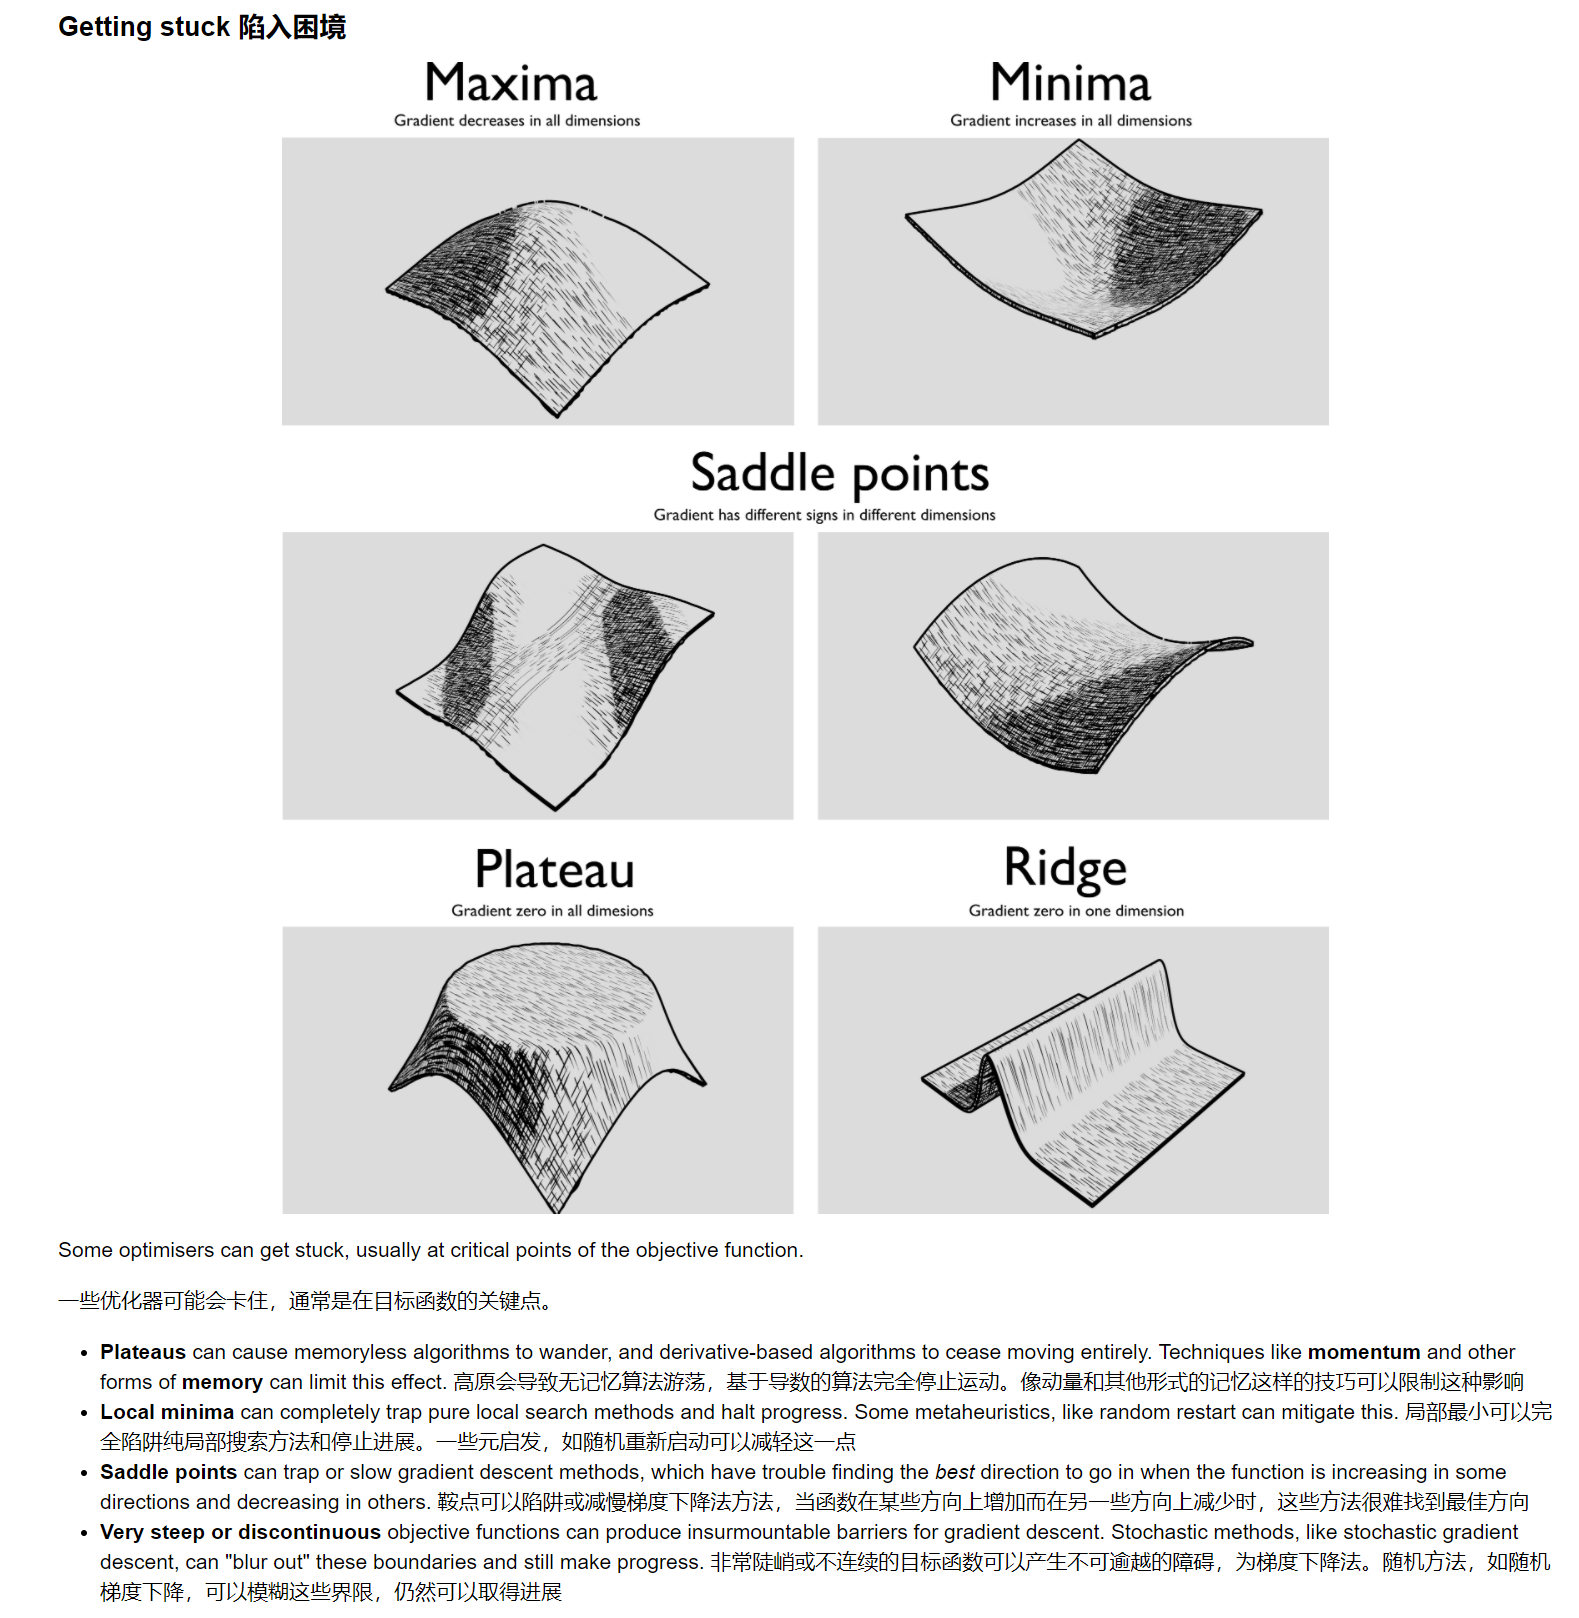 Getting stuck 陷入困境
Maxima
Gradient decreases in all dimensions
Minima
Gradient increases in all dimensions
Saddle points
Gradient has different signs in different dimensions
Plateau
Gradient zero in all dimesions
Ridge
Gradient zero in one dimension
Some optimisers can get stuck, usually at critical points of the objective function.
一些优化器可能会卡住，通常是在目标函数的关键点。
• Plateaus can cause memoryless algorithms to wander, and derivative-based algorithms to cease moving entirely. Techniques like momentum and other
forms of memory can limit this effect. 高原会导致无记忆算法游荡，基于导数的算法完全停止运动。像动量和其他形式的记忆这样的技巧可以限制这种影响
• Local minima can completely trap pure local search methods and halt progress. Some metaheuristics, like random restart can mitigate this. 局部最小可以完
全陷阱纯局部搜索方法和停止进展。一些元启发，如随机重新启动可以减轻这一点
• Saddle points can trap or slow gradient descent methods, which have trouble finding the best direction to go in when the function is increasing in some
directions and decreasing in others. 鞍点可以陷阱或减慢梯度下降法方法，当函数在某些方向上增加而在另一些方向上减少时，这些方法很难找到最佳方向
• Very steep or discontinuous objective functions can produce insurmountable barriers for gradient descent. Stochastic methods, like stochastic gradient
descent, can "blur out" these boundaries and still make progress. 非常陡峭或不连续的目标函数可以产生不可逾越的障碍，为梯度下降法。随机方法，如随机
梯度下降，可以模糊这些界限，仍然可以取得进展